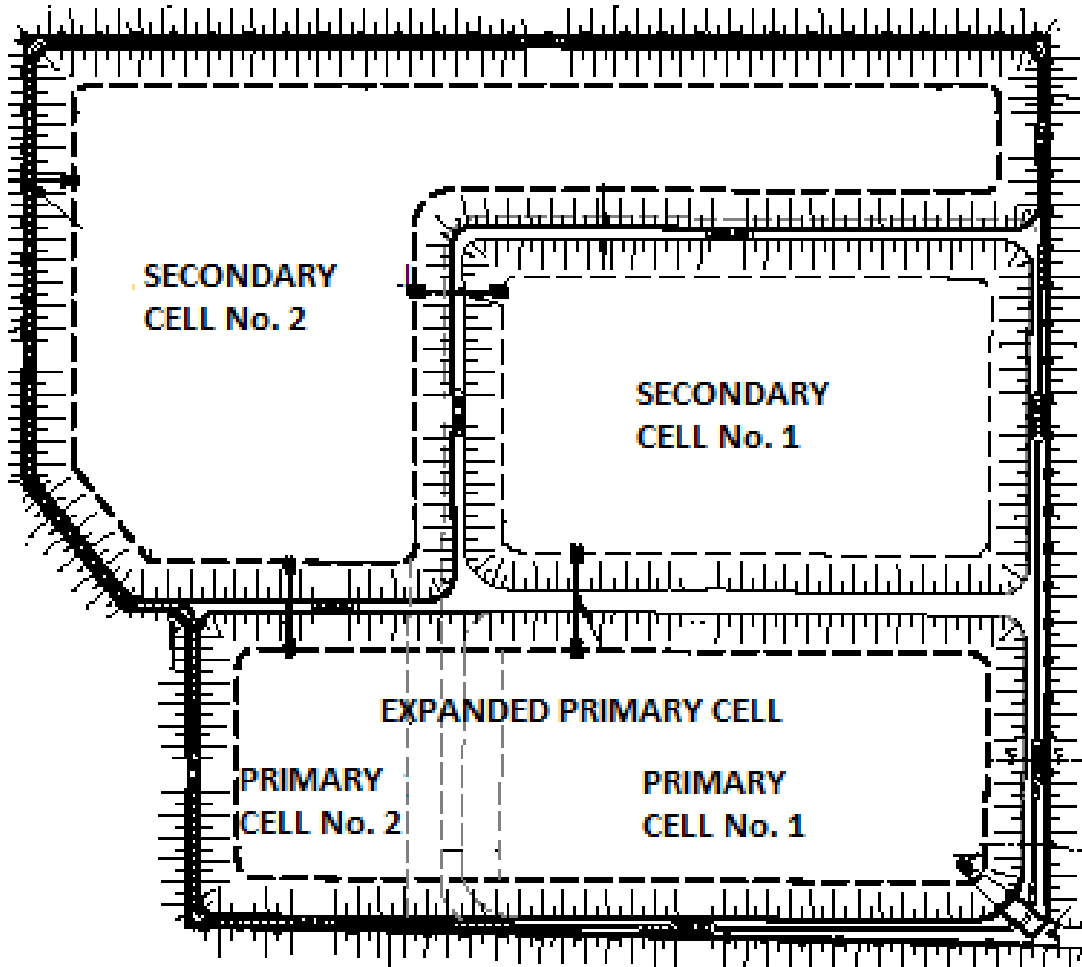 SECONDARY
CELL No. 2
SECONDARY
CELL No. 1
EXPANDED PRIMARY CELL
PRIMARY
CELL No. 2
PRIMARY
CELL No. 1